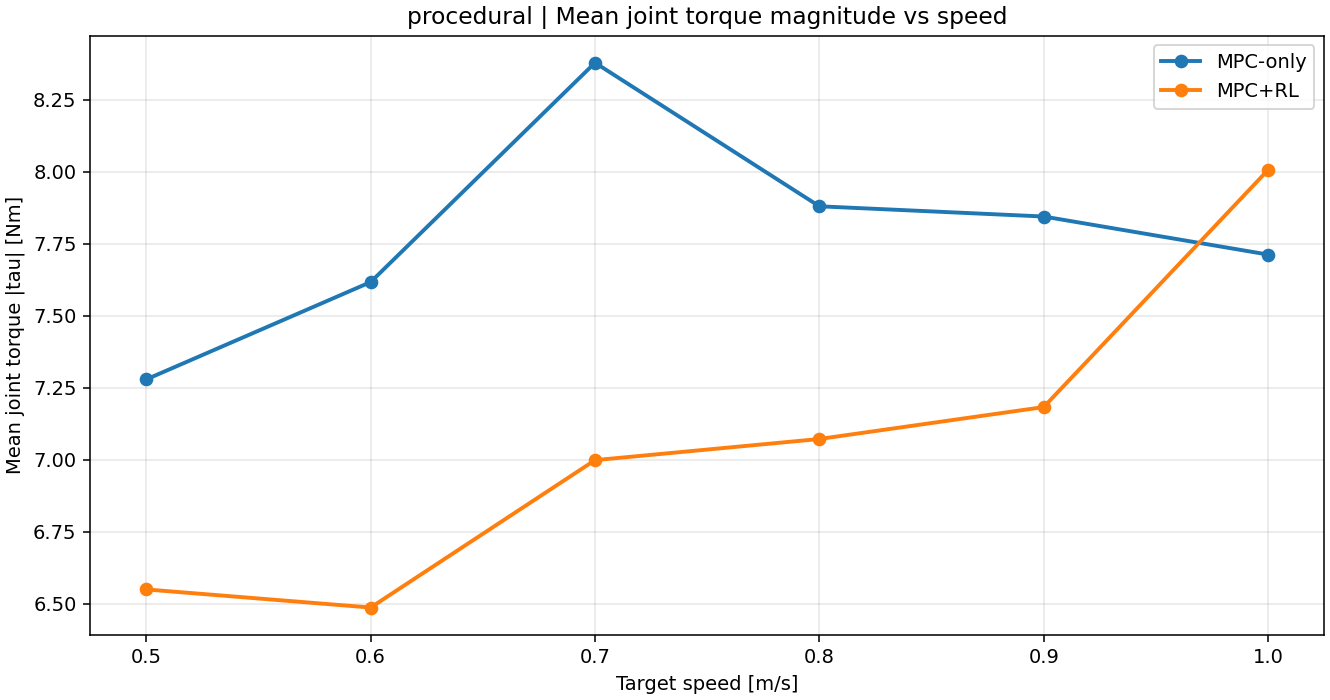 procedural | Mean joint torque magnitude vs speed
MPC-only
MPC+RL
Mean joint torque |tau| [Nm]
8.25
8.00
7.75
7.50
7.25
7.00
6.75
6.50
0.5 0.6 0.7 0.8 0.9 1.0
Target speed [m/s]